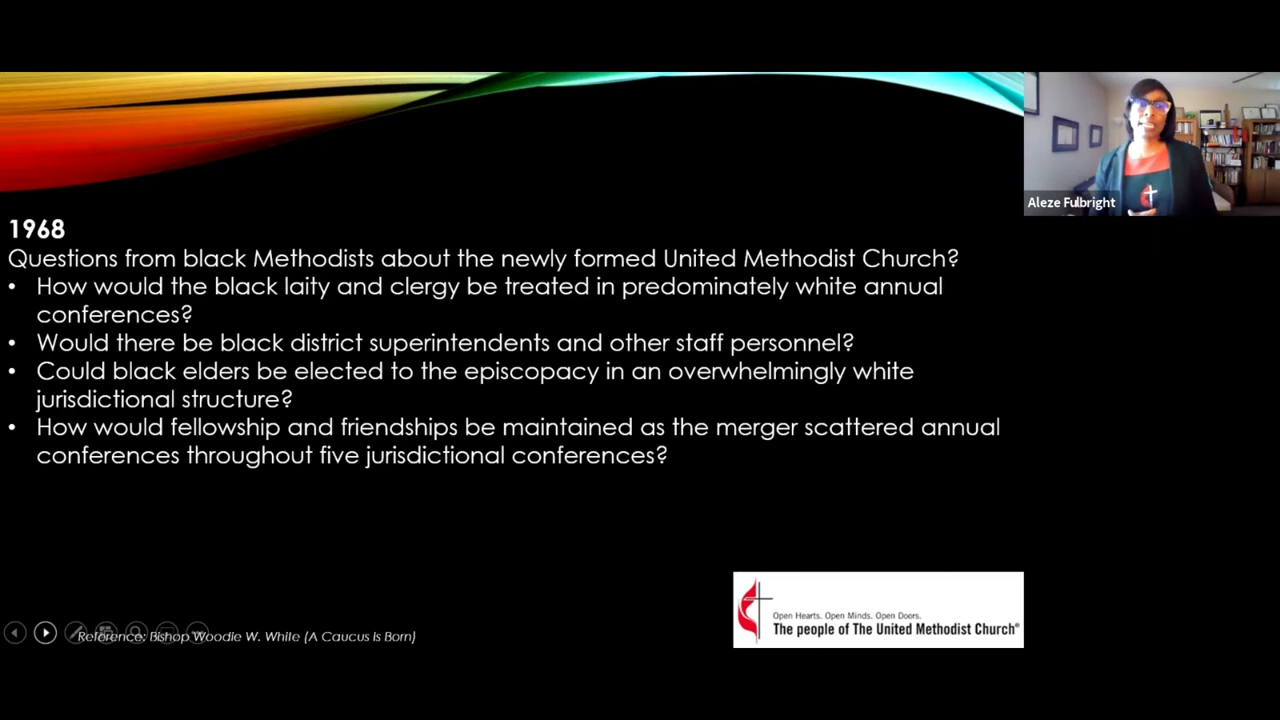 Aleze Fulbright
1968
Questions from black Methodists about the newly formed United Methodist Church?
• How would the black laity and clergy be treated in predominately white annual
conferences?
• Would there be black district superintendents and other staff personnel?
• Could black elders be elected to the episcopacy in an overwhelmingly white
jurisdictional structure?
• How would fellowship and friendships be maintained as the merger scattered annual
conferences throughout five jurisdictional conferences?
Open Hearts. Open Minds. Open Doors.
The people of The United Methodist Church®
Reference: Bishop Woodie W. While (A Caucus Is Born)